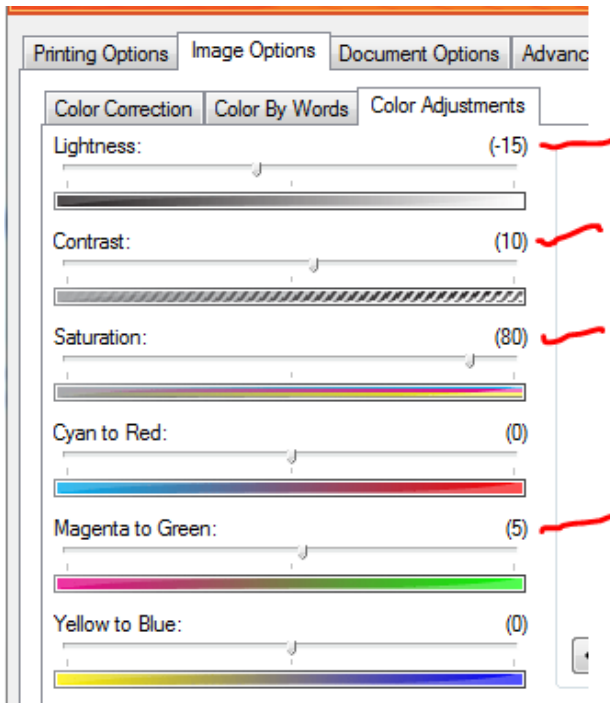 Printing Options Image Options Document Options Advanc
Color Correction Color By Words Color Adjustments
Lightness: (-15)
Contrast: (10)
Saturation: (80)
Cyan to Red: (0)
Magenta to Green: (5)
Yellow to Blue: (0)